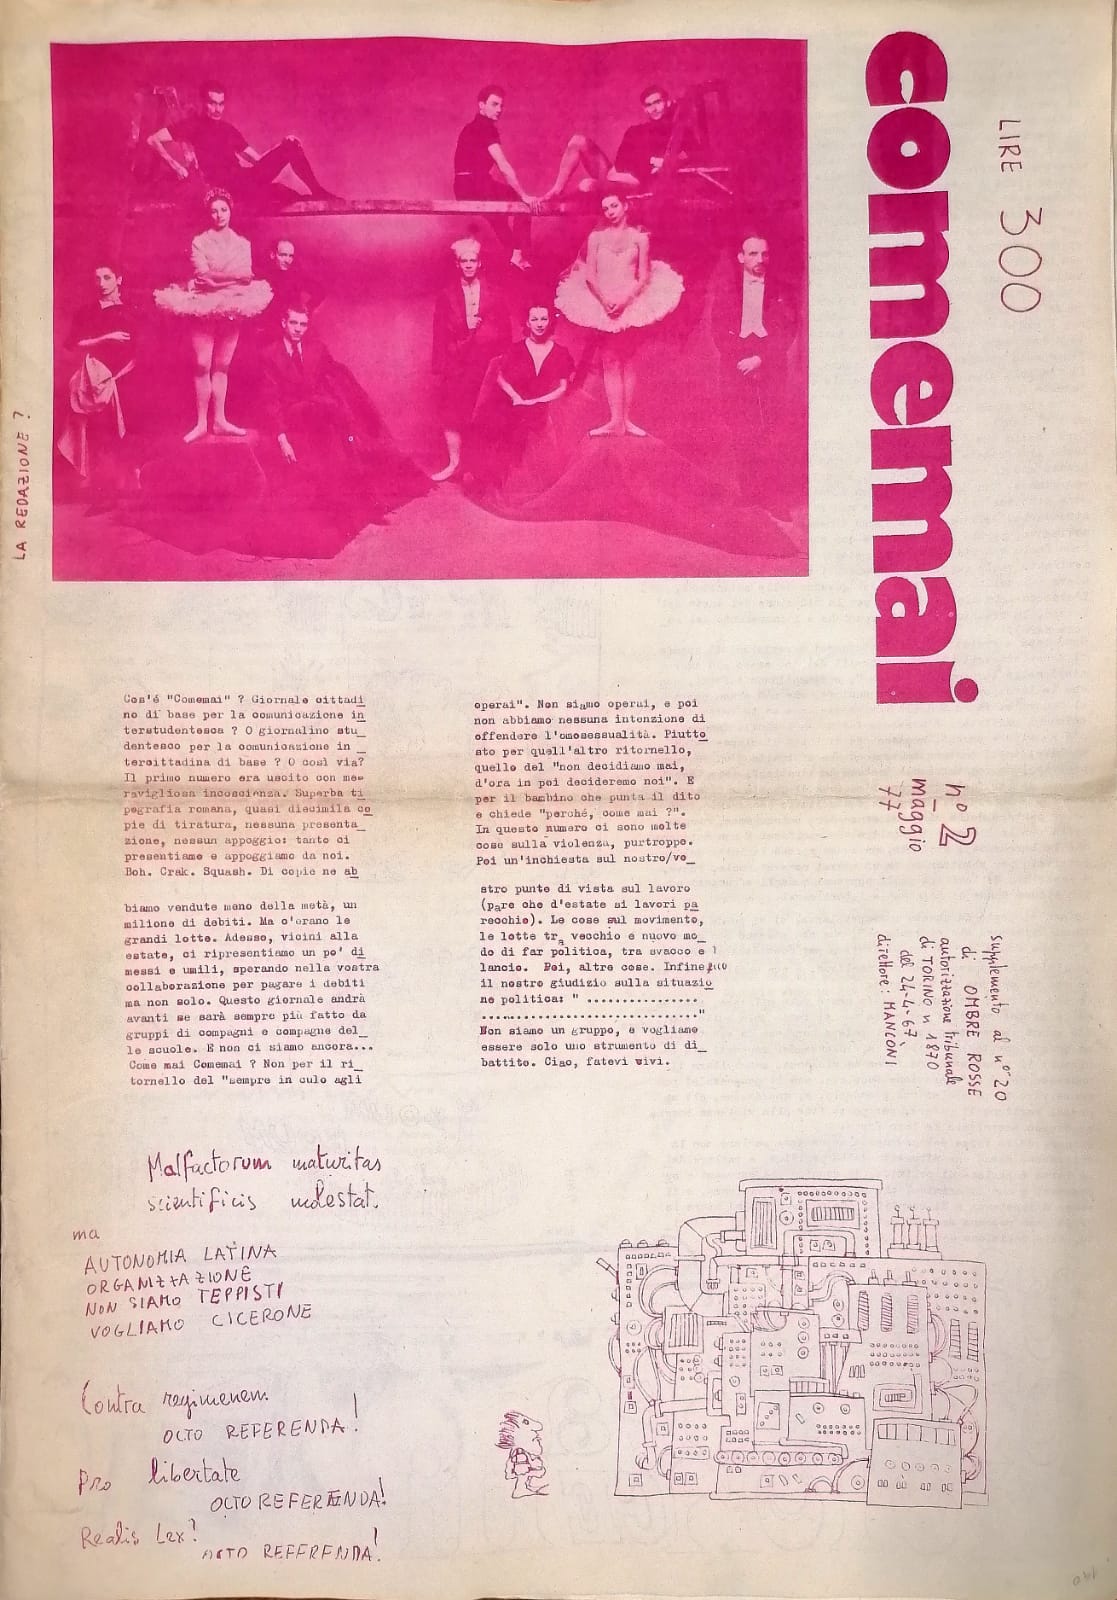 comemai
LIRE 300
LA REDAZIONE ?
nº 2
maggio
77
supplemento al nº 20
di OMBRE ROSSE
autorizzazione tribunale
di TORINO n 1870
del 24-4-67,
direttore: MANCONI
Cos'é "Comemai" ? Giornale cittadi
no di base per la comunicazione in
terstudentesca ? O giornalino stu_
dentesco per la comunicazione in _
tercittadina di base ? O così via?
Il primo numero era uscito con me=
ravigliosa incoscienza. Superba ti
pografia romana, quasi diecimila co
pie di tiratura, nessuna presenta_
zione, nessun appoggio: tanto ci
presentiamo e appoggiamo da noi.
Boh. Crak. Squash. Di copie ne ab
biamo vendute meno della metà, un
milione di debiti. Ma c'erano le
grandi lotte. Adesso, vicini alla
estate, ci ripresentiamo un po' di
messi e umili, sperando nella vostra
collaborazione per pagare i debiti
ma non solo. Questo giornale andrà
avanti se sarà sempre più fatto da
gruppi di compagni e compagne del_
le scuole. E non ci siamo ancora...
Come mai Comemai ? Non per il ri_
tornello del "sempre in culo agli
operai". Non siamo operai, e poi
non abbiamo nessuna intenzione di
offendere l'omosessualità. Piutto
sto per quell'altro ritornello,
quello del "non decidiamo mai,
d'ora in poi decideremo noi". E
per il bambino che punta il dito
e chiede "perché, come mai ?".
In questo numero ci sono molte
cose sulla violenza, purtroppo.
Poi un'inchiesta sul nostro/vo_
stro punto di vista sul lavoro
(pare che d'estate si lavori pa
recchio). Le cose sul movimento,
le lotte tra vecchio e nuovo mo_
do di far politica, tra svacco e
lancio. Poi, altre cose. Infine
il nostro giudizio sulla situazio
ne politica: " ................
..............................."
Non siamo un gruppo, e vogliamo
essere solo uno strumento di di_
battito. Ciao, fatevi vivi.
Malfactorum maturitas
scientificis molestat.
ma
AUTONOMIA LATINA
ORGANIZZAZIONE
NON SIAMO TEPPISTI
VOGLIAMO CICERONE
Contra regimenem
OCTO REFERENDA !
Pro libertate
OCTO REFERENDA!
Realis Lex?
OCTO REFERENDA!